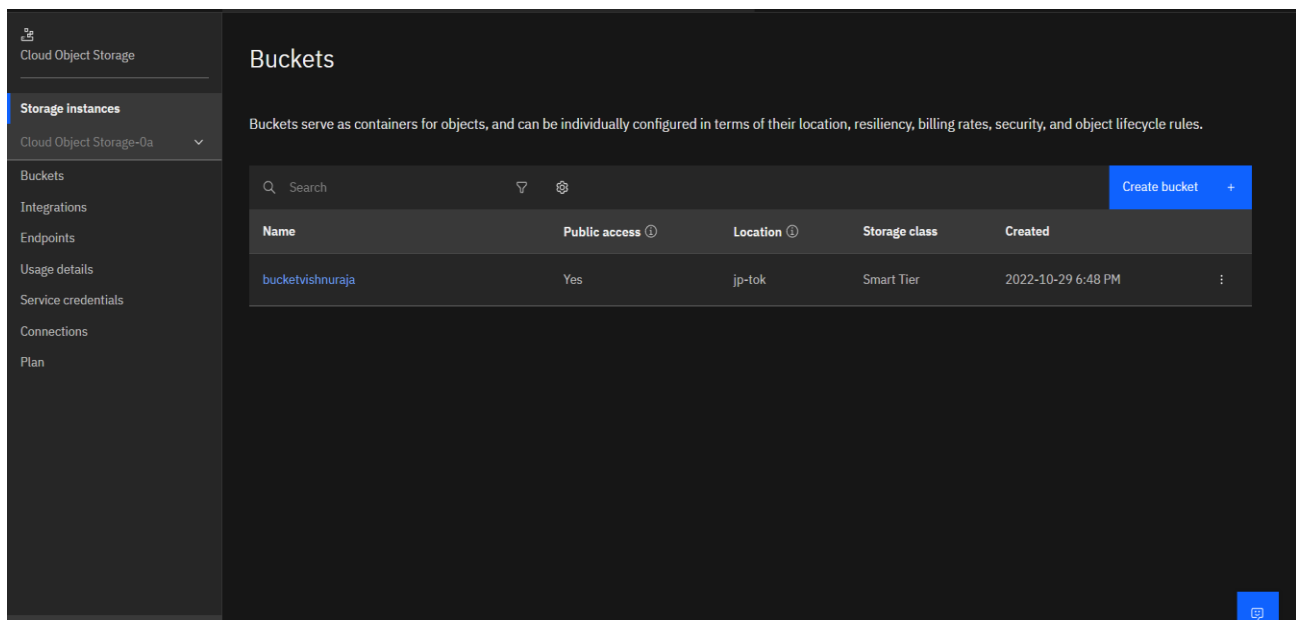 Cloud Object Storage
Storage instances
Cloud Object Storage-0a
Buckets
Integrations
Endpoints
Usage details
Service credentials
Connections
Plan
Buckets
Buckets serve as containers for objects, and can be individually configured in terms of their location, resiliency, billing rates, security, and object lifecycle rules.
Search
Create bucket +
Name Public access Location Storage class Created
bucketvishnuraja Yes jp-tok Smart Tier 2022-10-29 6:48 PM